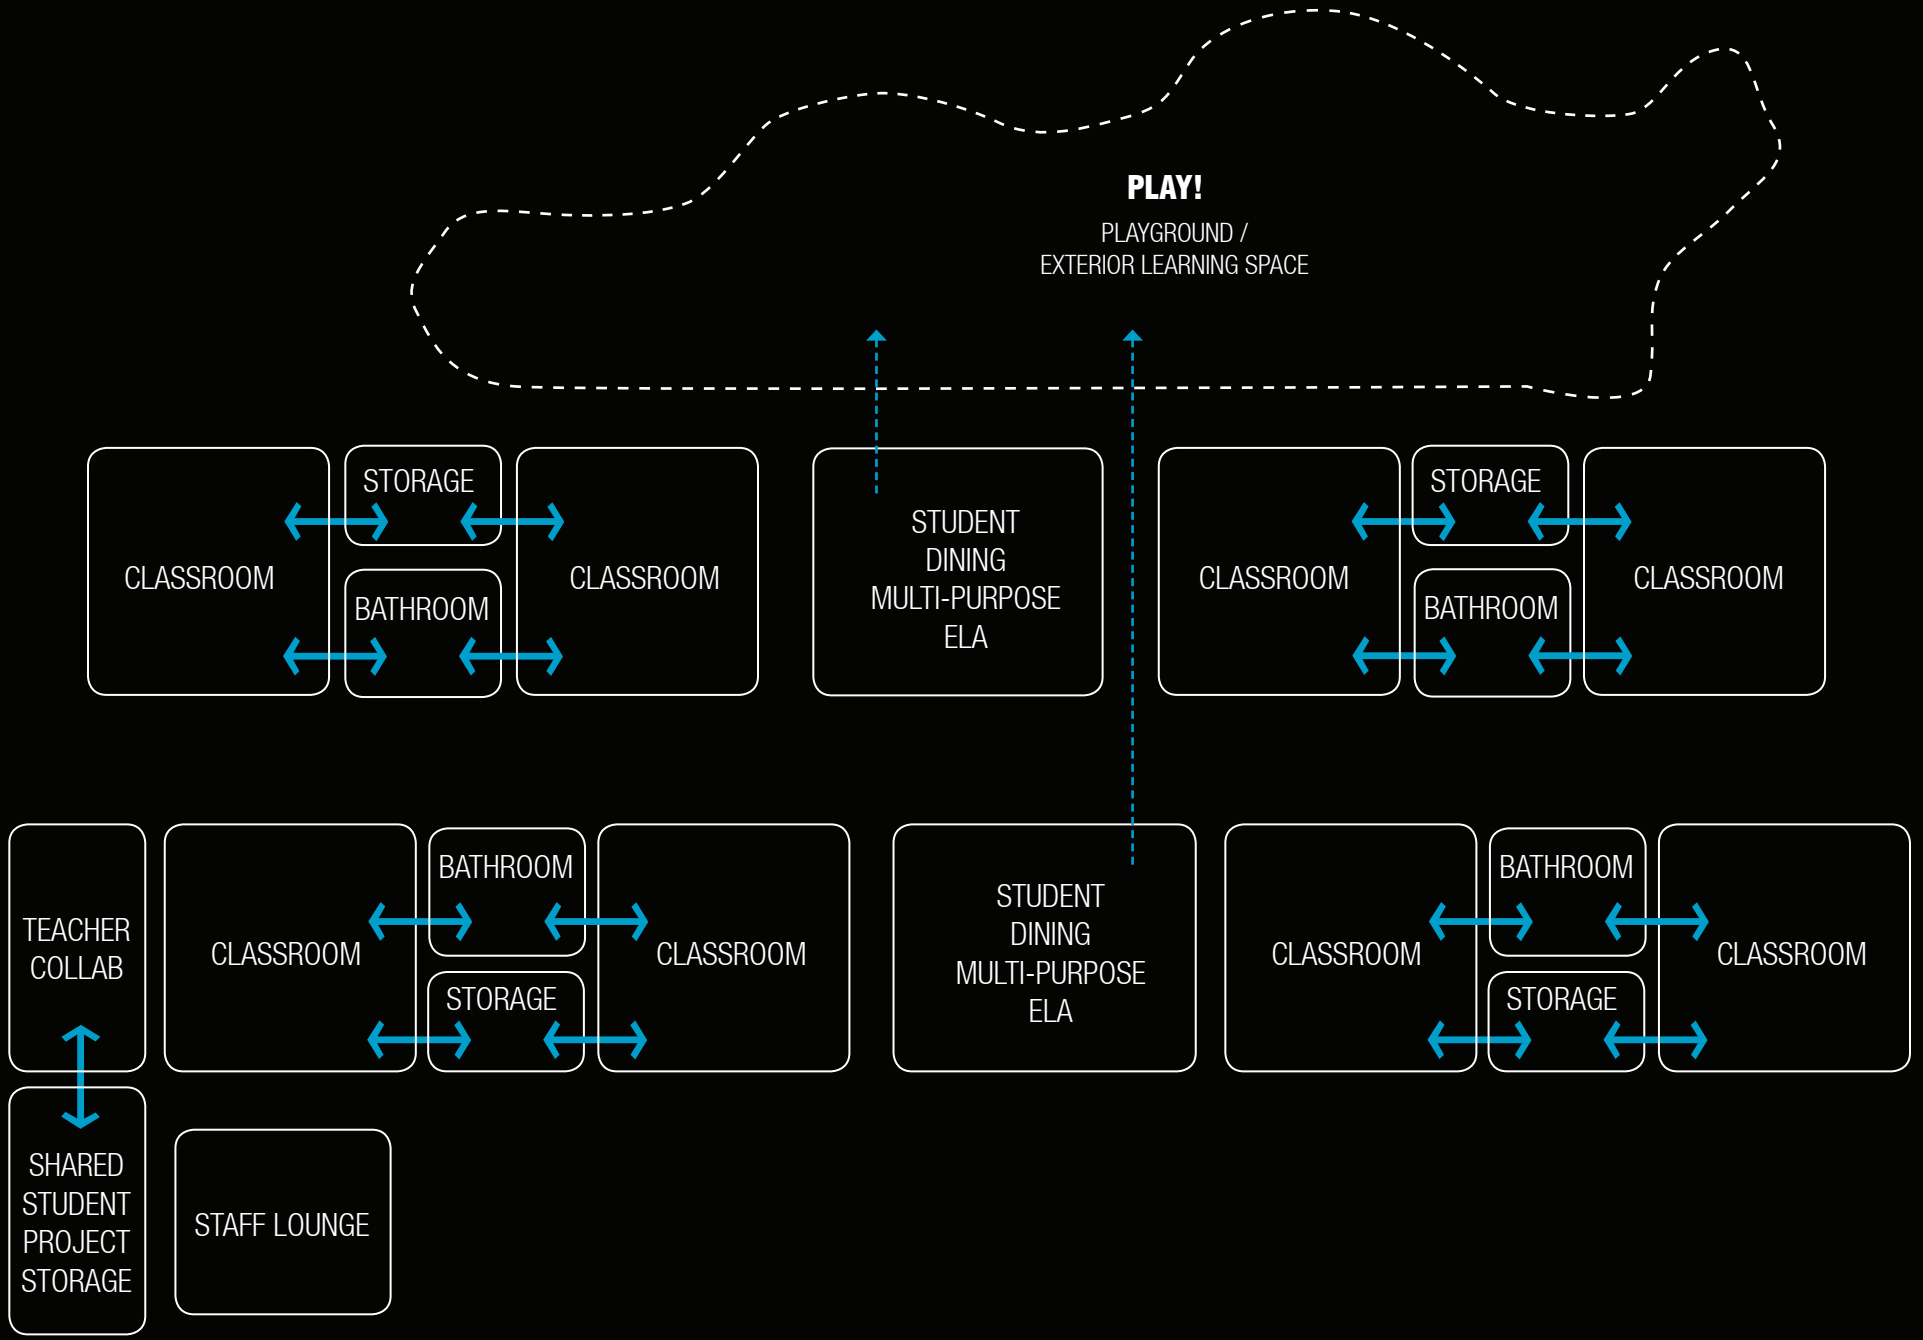 PLAY!
PLAYGROUND /
EXTERIOR LEARNING SPACE
CLASSROOM
STORAGE
BATHROOM
CLASSROOM
STUDENT
DINING
MULTI-PURPOSE
ELA
CLASSROOM
STORAGE
BATHROOM
CLASSROOM
TEACHER
COLLAB
CLASSROOM
BATHROOM
STORAGE
CLASSROOM
STUDENT
DINING
MULTI-PURPOSE
ELA
CLASSROOM
BATHROOM
STORAGE
CLASSROOM
SHARED
STUDENT
PROJECT
STORAGE
STAFF LOUNGE